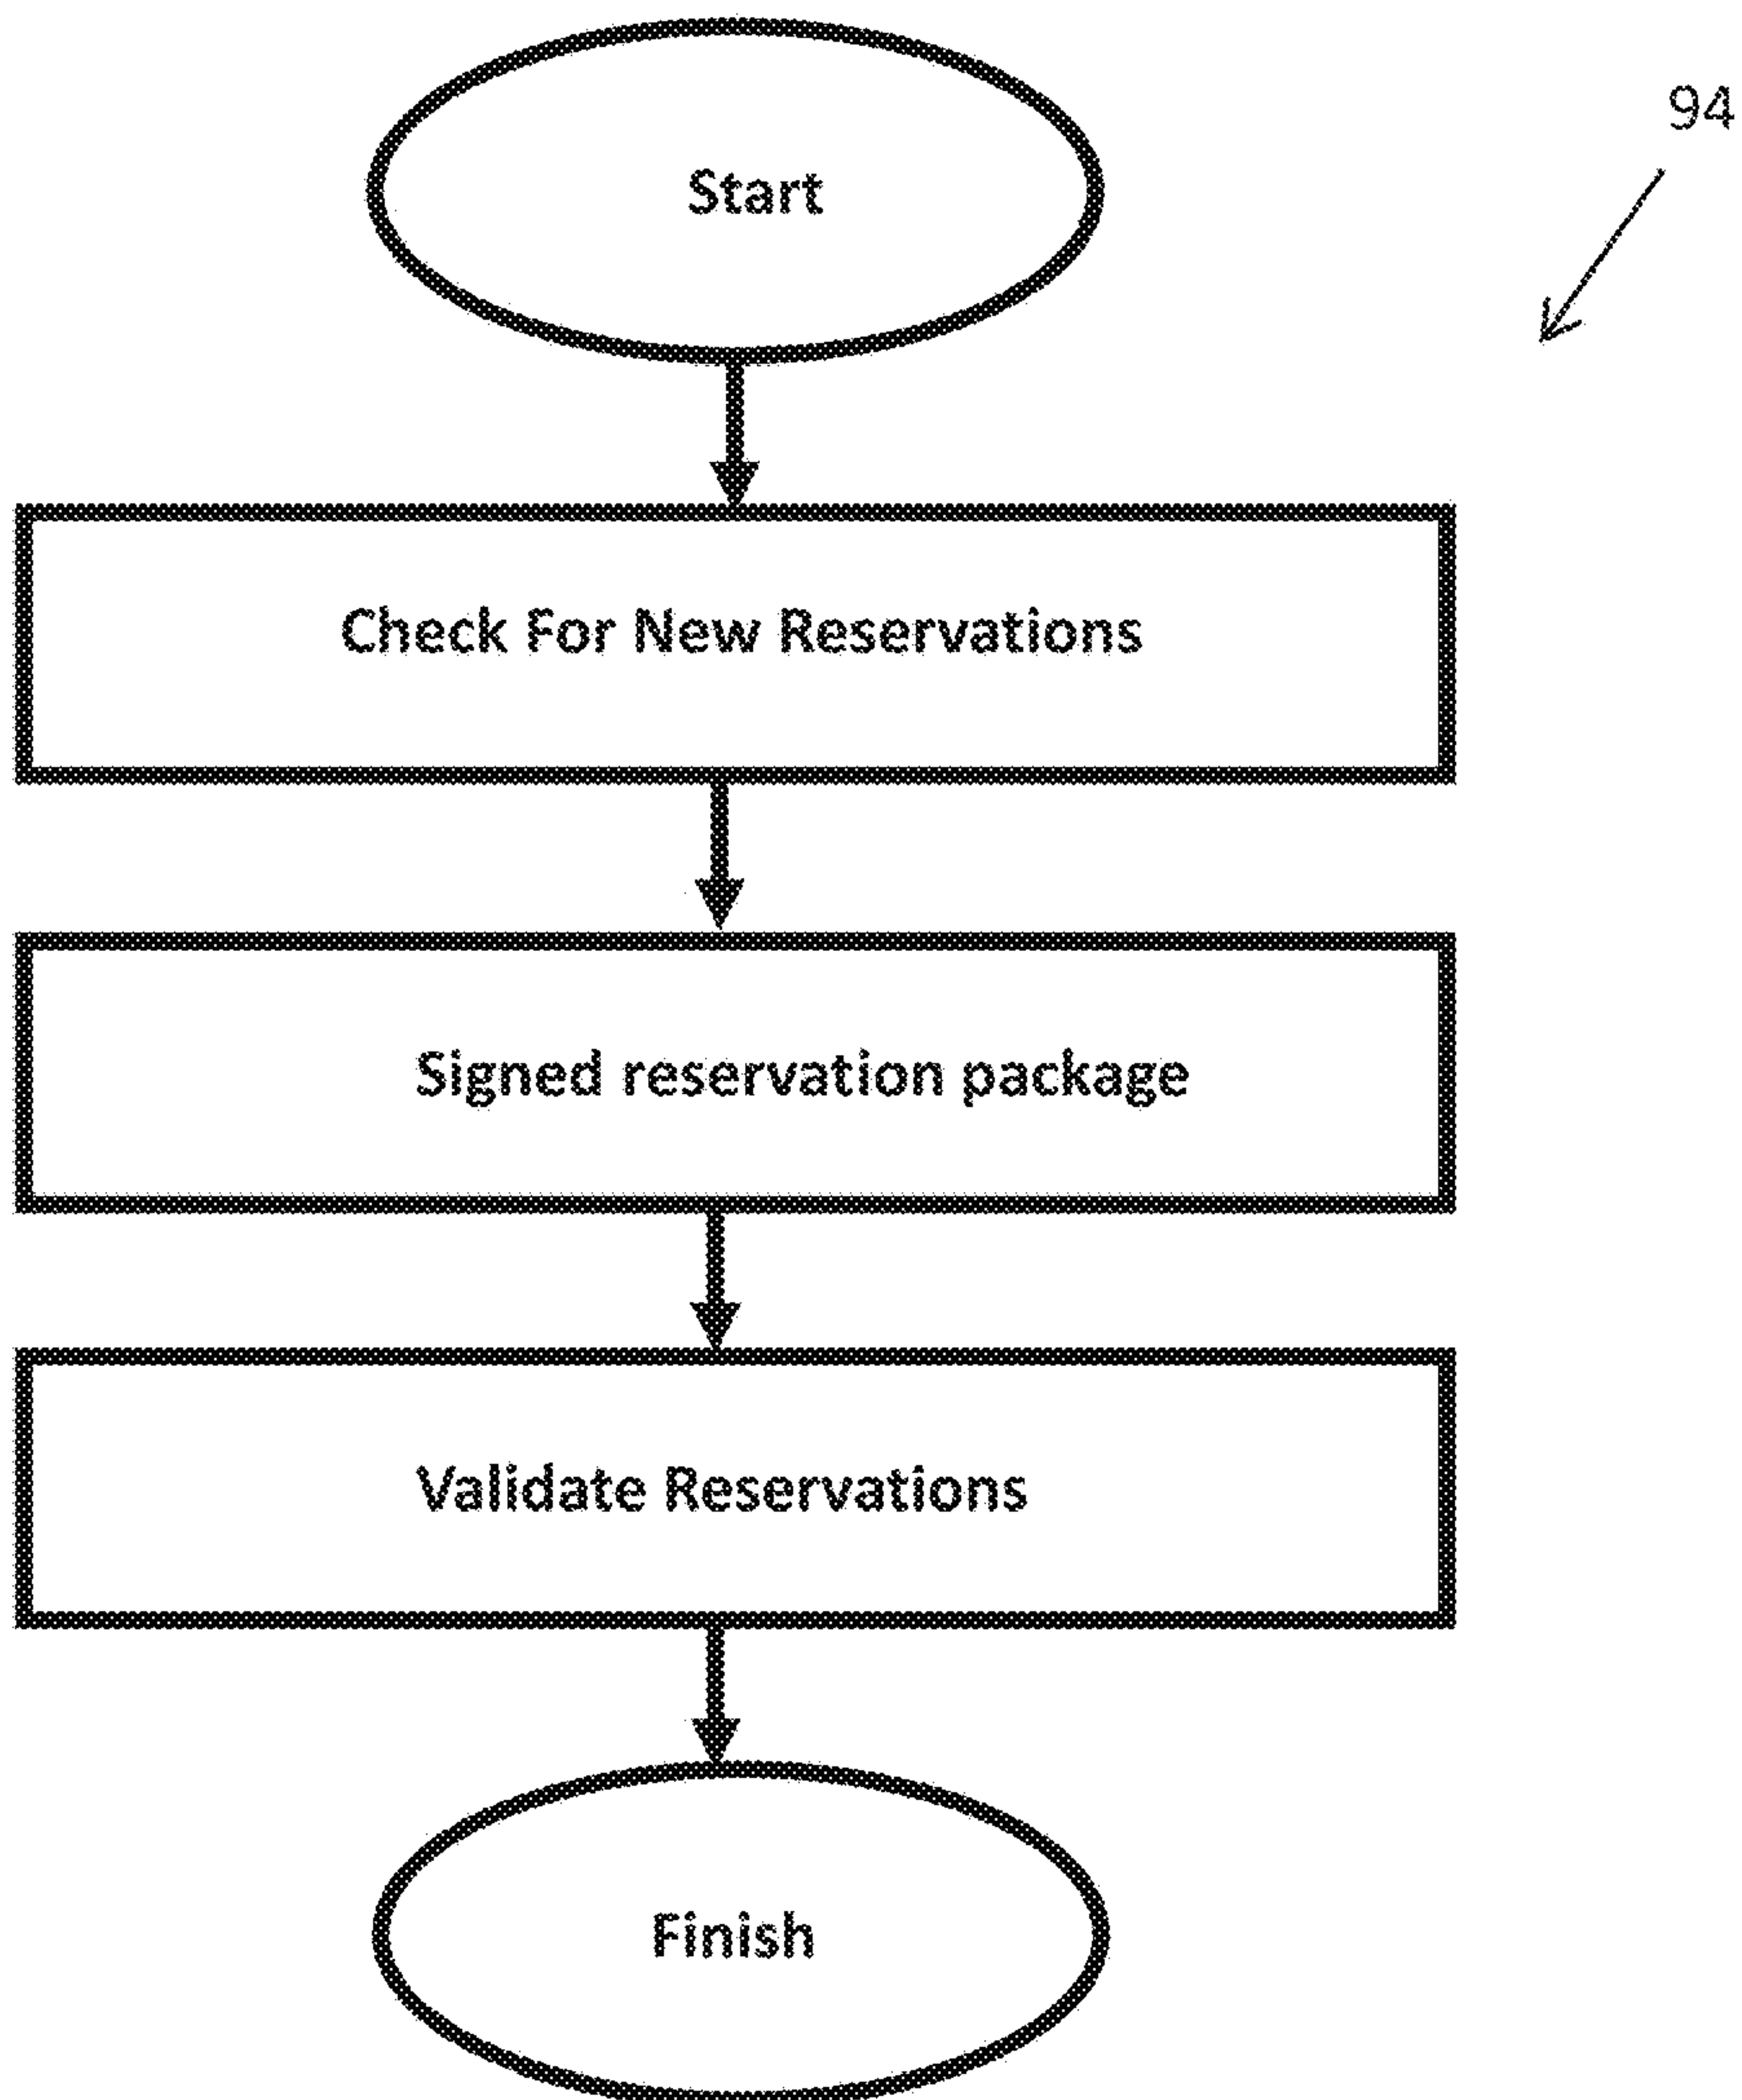 94
Start
Check For New Reservations
Signed reservation package
Validate Reservations
Finish